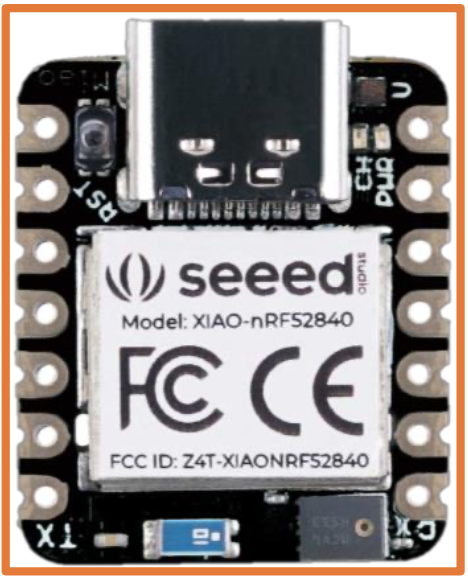 RST
U
CH
PWR
seeed
studio
Model: XIAO-nRF52840
FC CE
FCC ID: Z4T-XIAONRF52840
TX